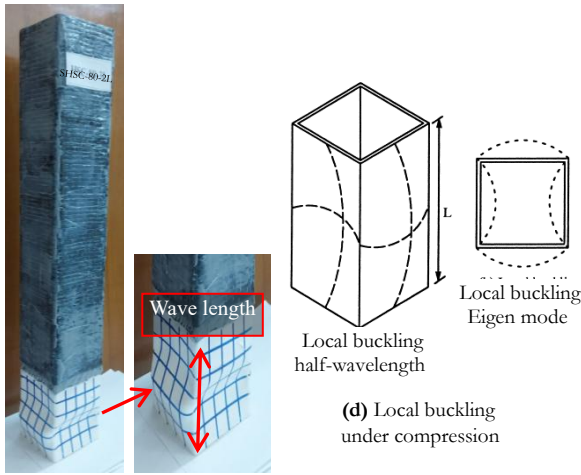 SHSC-80-2L
Wave length
L
Local buckling
Eigen mode
Local buckling
half-wavelength
(d) Local buckling
under compression